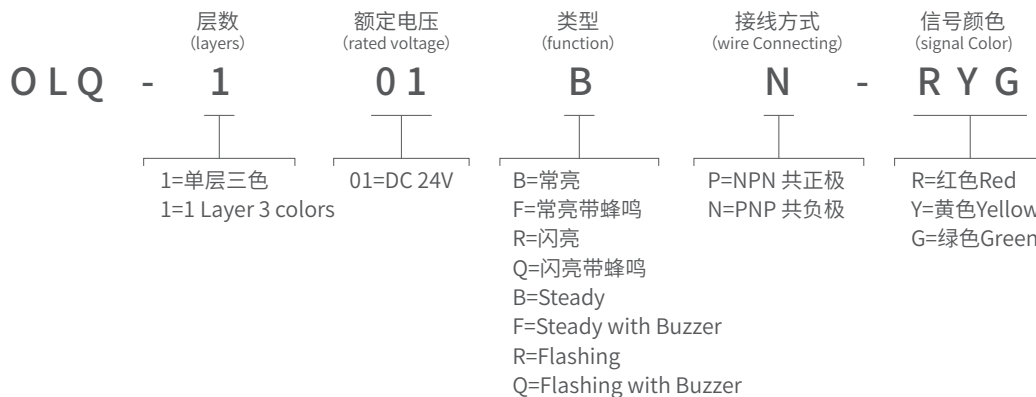 层数 额定电压 类型 接线方式 信号颜色
(layers) (rated voltage) (function) (wire Connecting) (signal Color)
OLQ - 1 01 B N - RYG
1=单层三色 01=DC 24V B=常亮 P=NPN 共正极 R=红色Red
1=1 Layer 3 colors F=常亮带蜂鸣 N=PNP 共负极 Y=黄色Yellow
R=闪亮 G=绿色Green
Q=闪亮带蜂鸣
B=Steady
F=Steady with Buzzer
R=Flashing
Q=Flashing with Buzzer